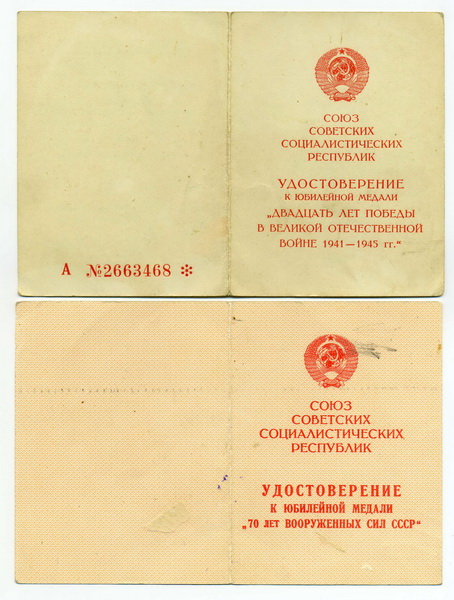 СОЮЗ
СОВЕТСКИХ
СОЦИАЛИСТИЧЕСКИХ
РЕСПУБЛИК
УДОСТОВЕРЕНИЕ
К ЮБИЛЕЙНОЙ МЕДАЛИ
„ДВАДЦАТЬ ЛЕТ ПОБЕДЫ
В ВЕЛИКОЙ ОТЕЧЕСТВЕННОЙ
ВОЙНЕ 1941—1945 гг.“
А №2663468 ✻
СОЮЗ
СОВЕТСКИХ
СОЦИАЛИСТИЧЕСКИХ
РЕСПУБЛИК
УДОСТОВЕРЕНИЕ
К ЮБИЛЕЙНОЙ МЕДАЛИ
„70 ЛЕТ ВООРУЖЕННЫХ СИЛ СССР“